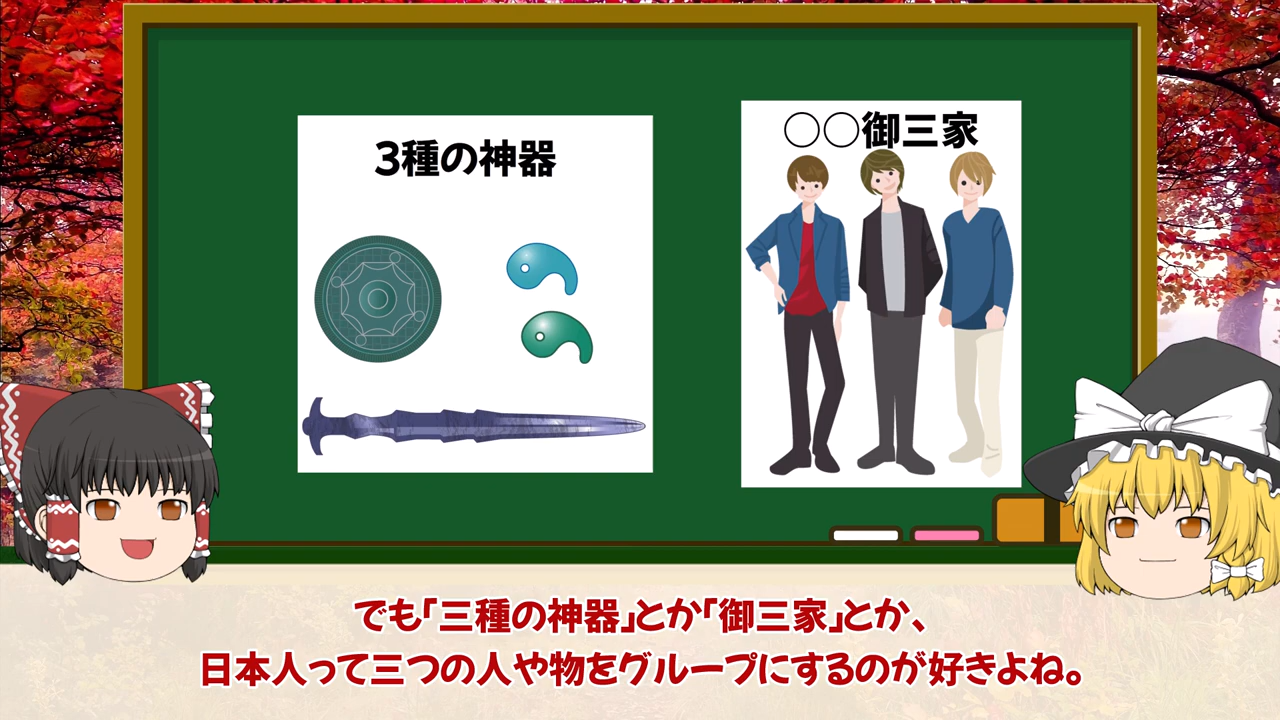 3種の神器
○○御三家
でも「三種の神器」とか「御三家」とか、
日本人って三つの人や物をグループにするのが好きよね。